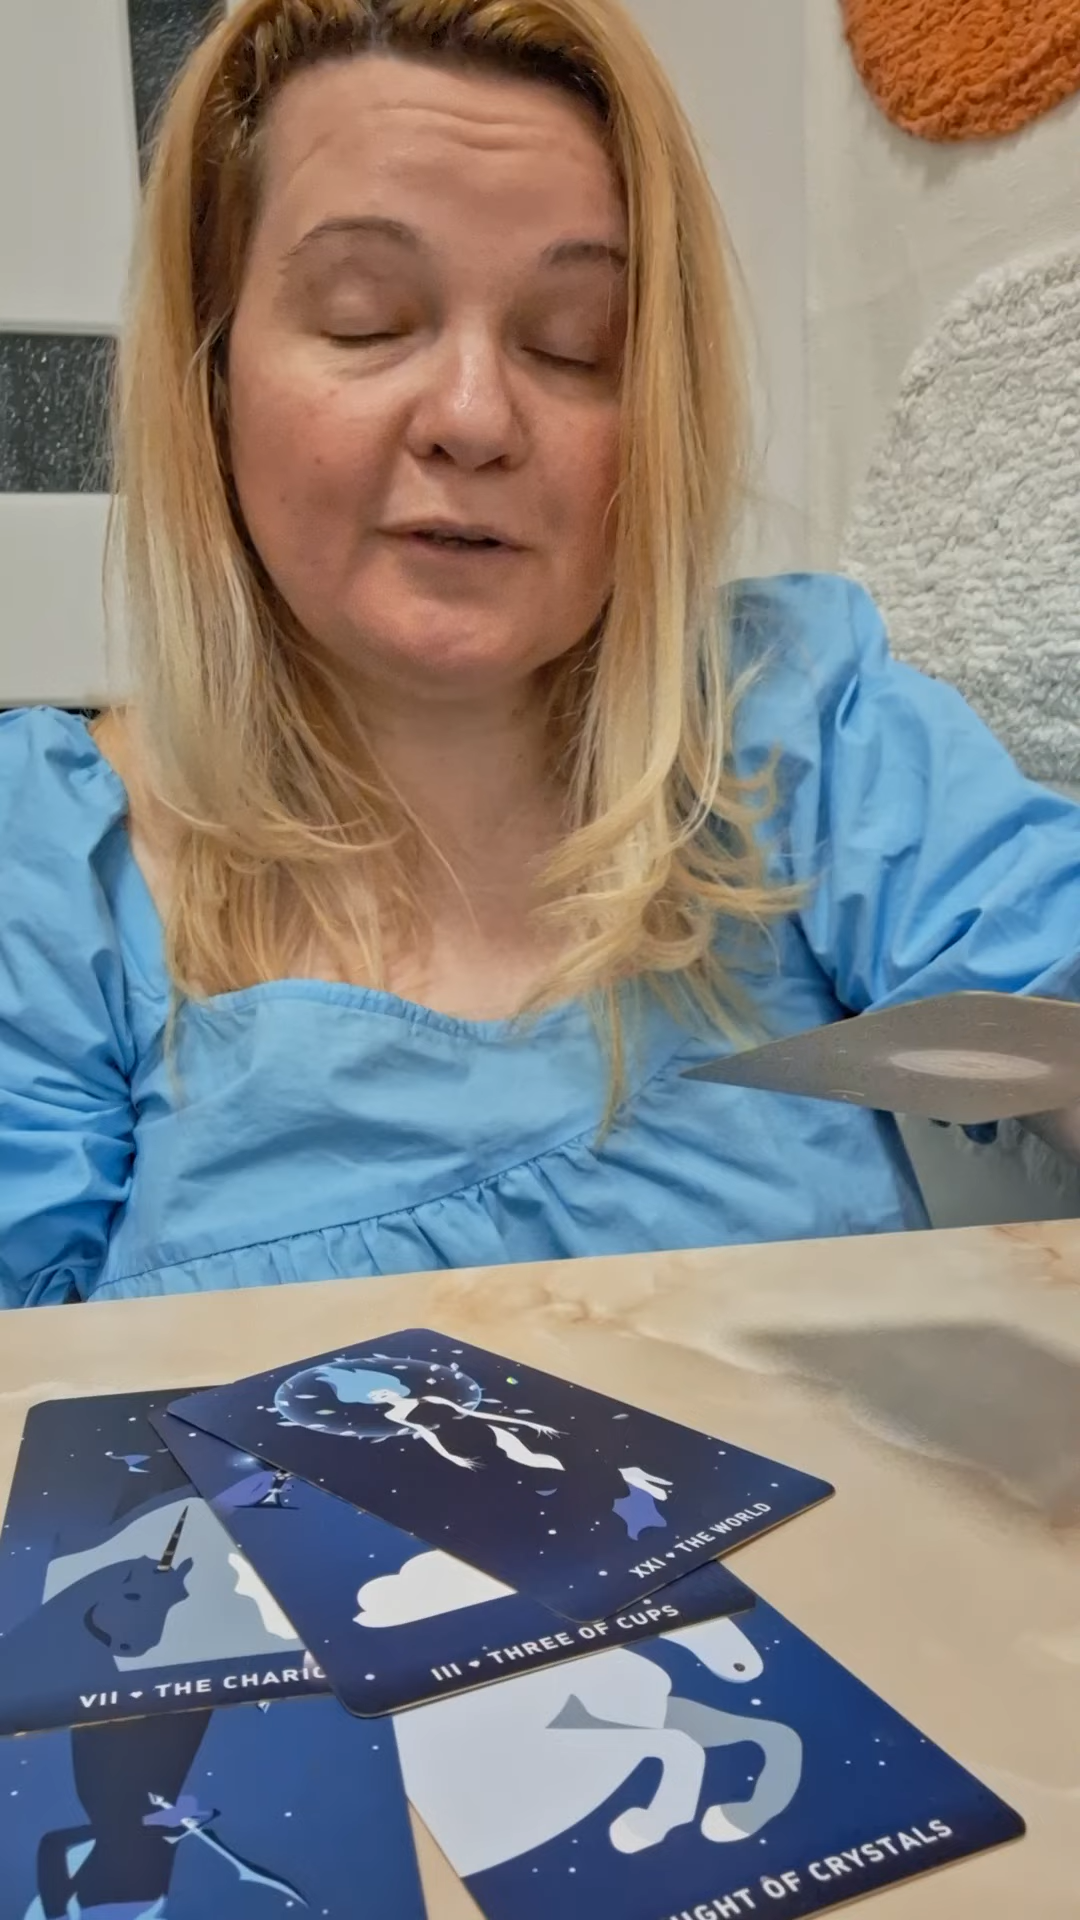 XXI ♥ THE WORLD
III ♥ THREE OF CUPS
VII ♥ THE CHARIO
IGHT OF CRYSTALS